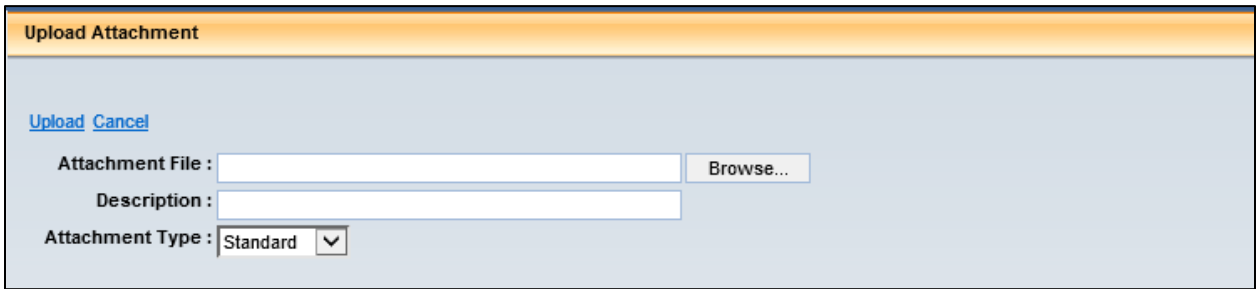 Upload Attachment
Upload Cancel
Attachment File : Browse...
Description :
Attachment Type : Standard